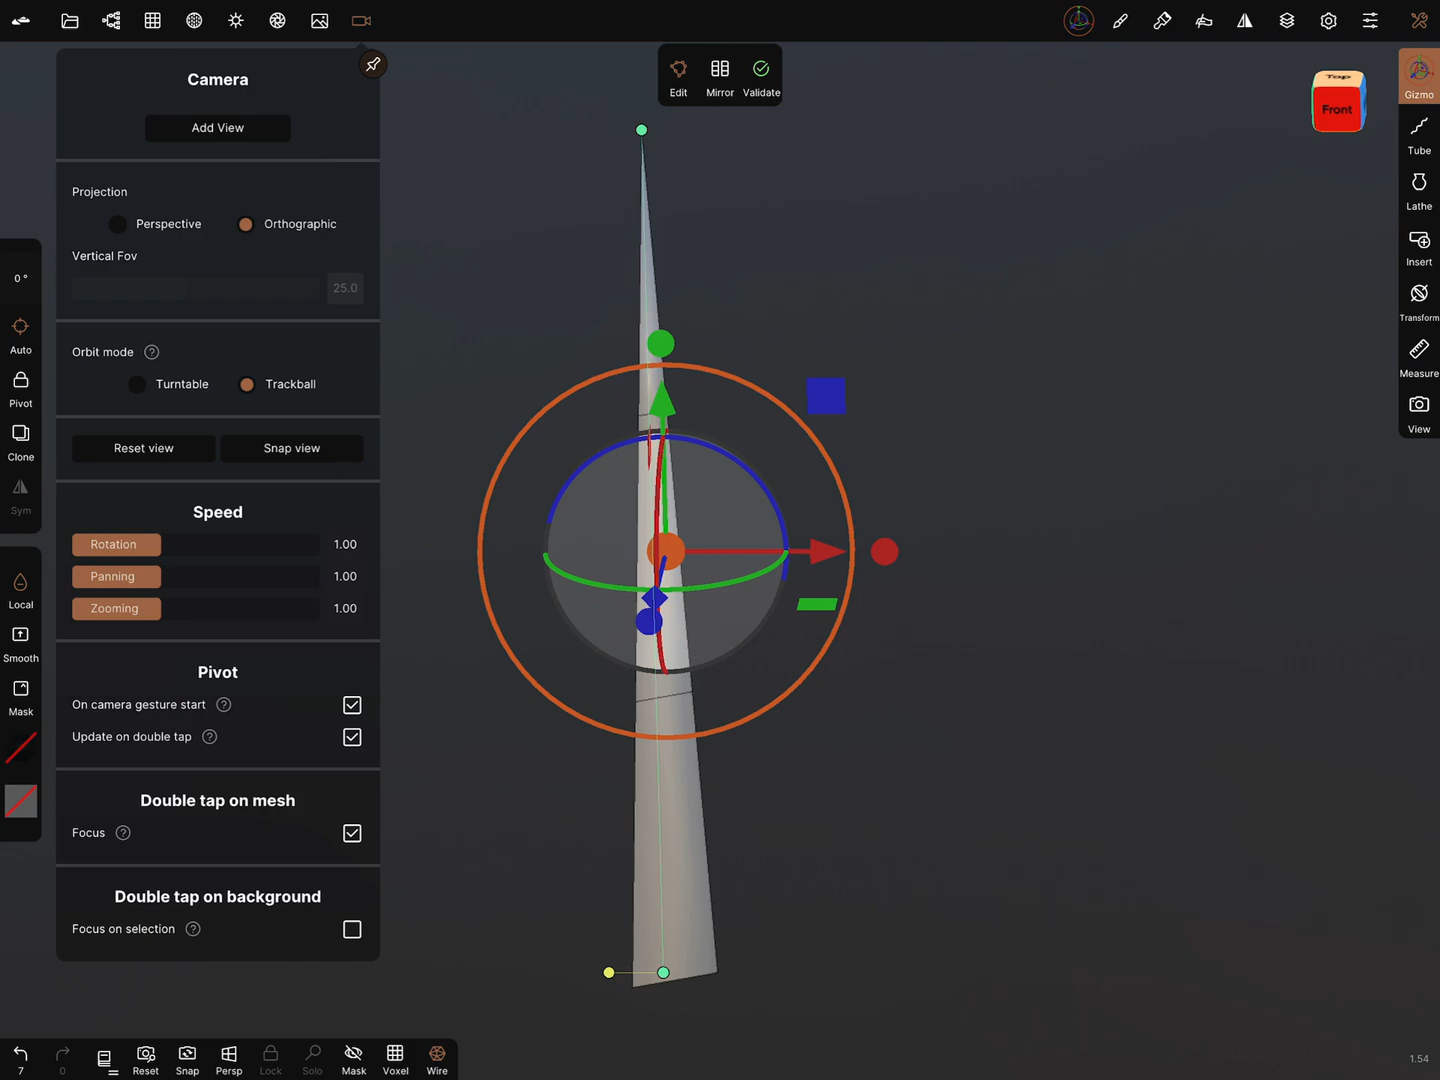 Camera
Add View
Projection
Perspective
Orthographic
Vertical Fov
25.0
Orbit mode ?
Turntable
Trackball
Reset view
Snap view
Speed
Rotation 1.00
Panning 1.00
Zooming 1.00
Pivot
On camera gesture start ?
Update on double tap ?
Double tap on mesh
Focus ?
Double tap on background
Focus on selection ?
0 °
Auto
Pivot
Clone
Sym
Local
Smooth
Mask
Edit
Mirror
Validate
Top
Front
Gizmo
Tube
Lathe
Insert
Transform
Measure
View
7
0
Reset
Snap
Persp
Lock
Solo
Mask
Voxel
Wire
1.54